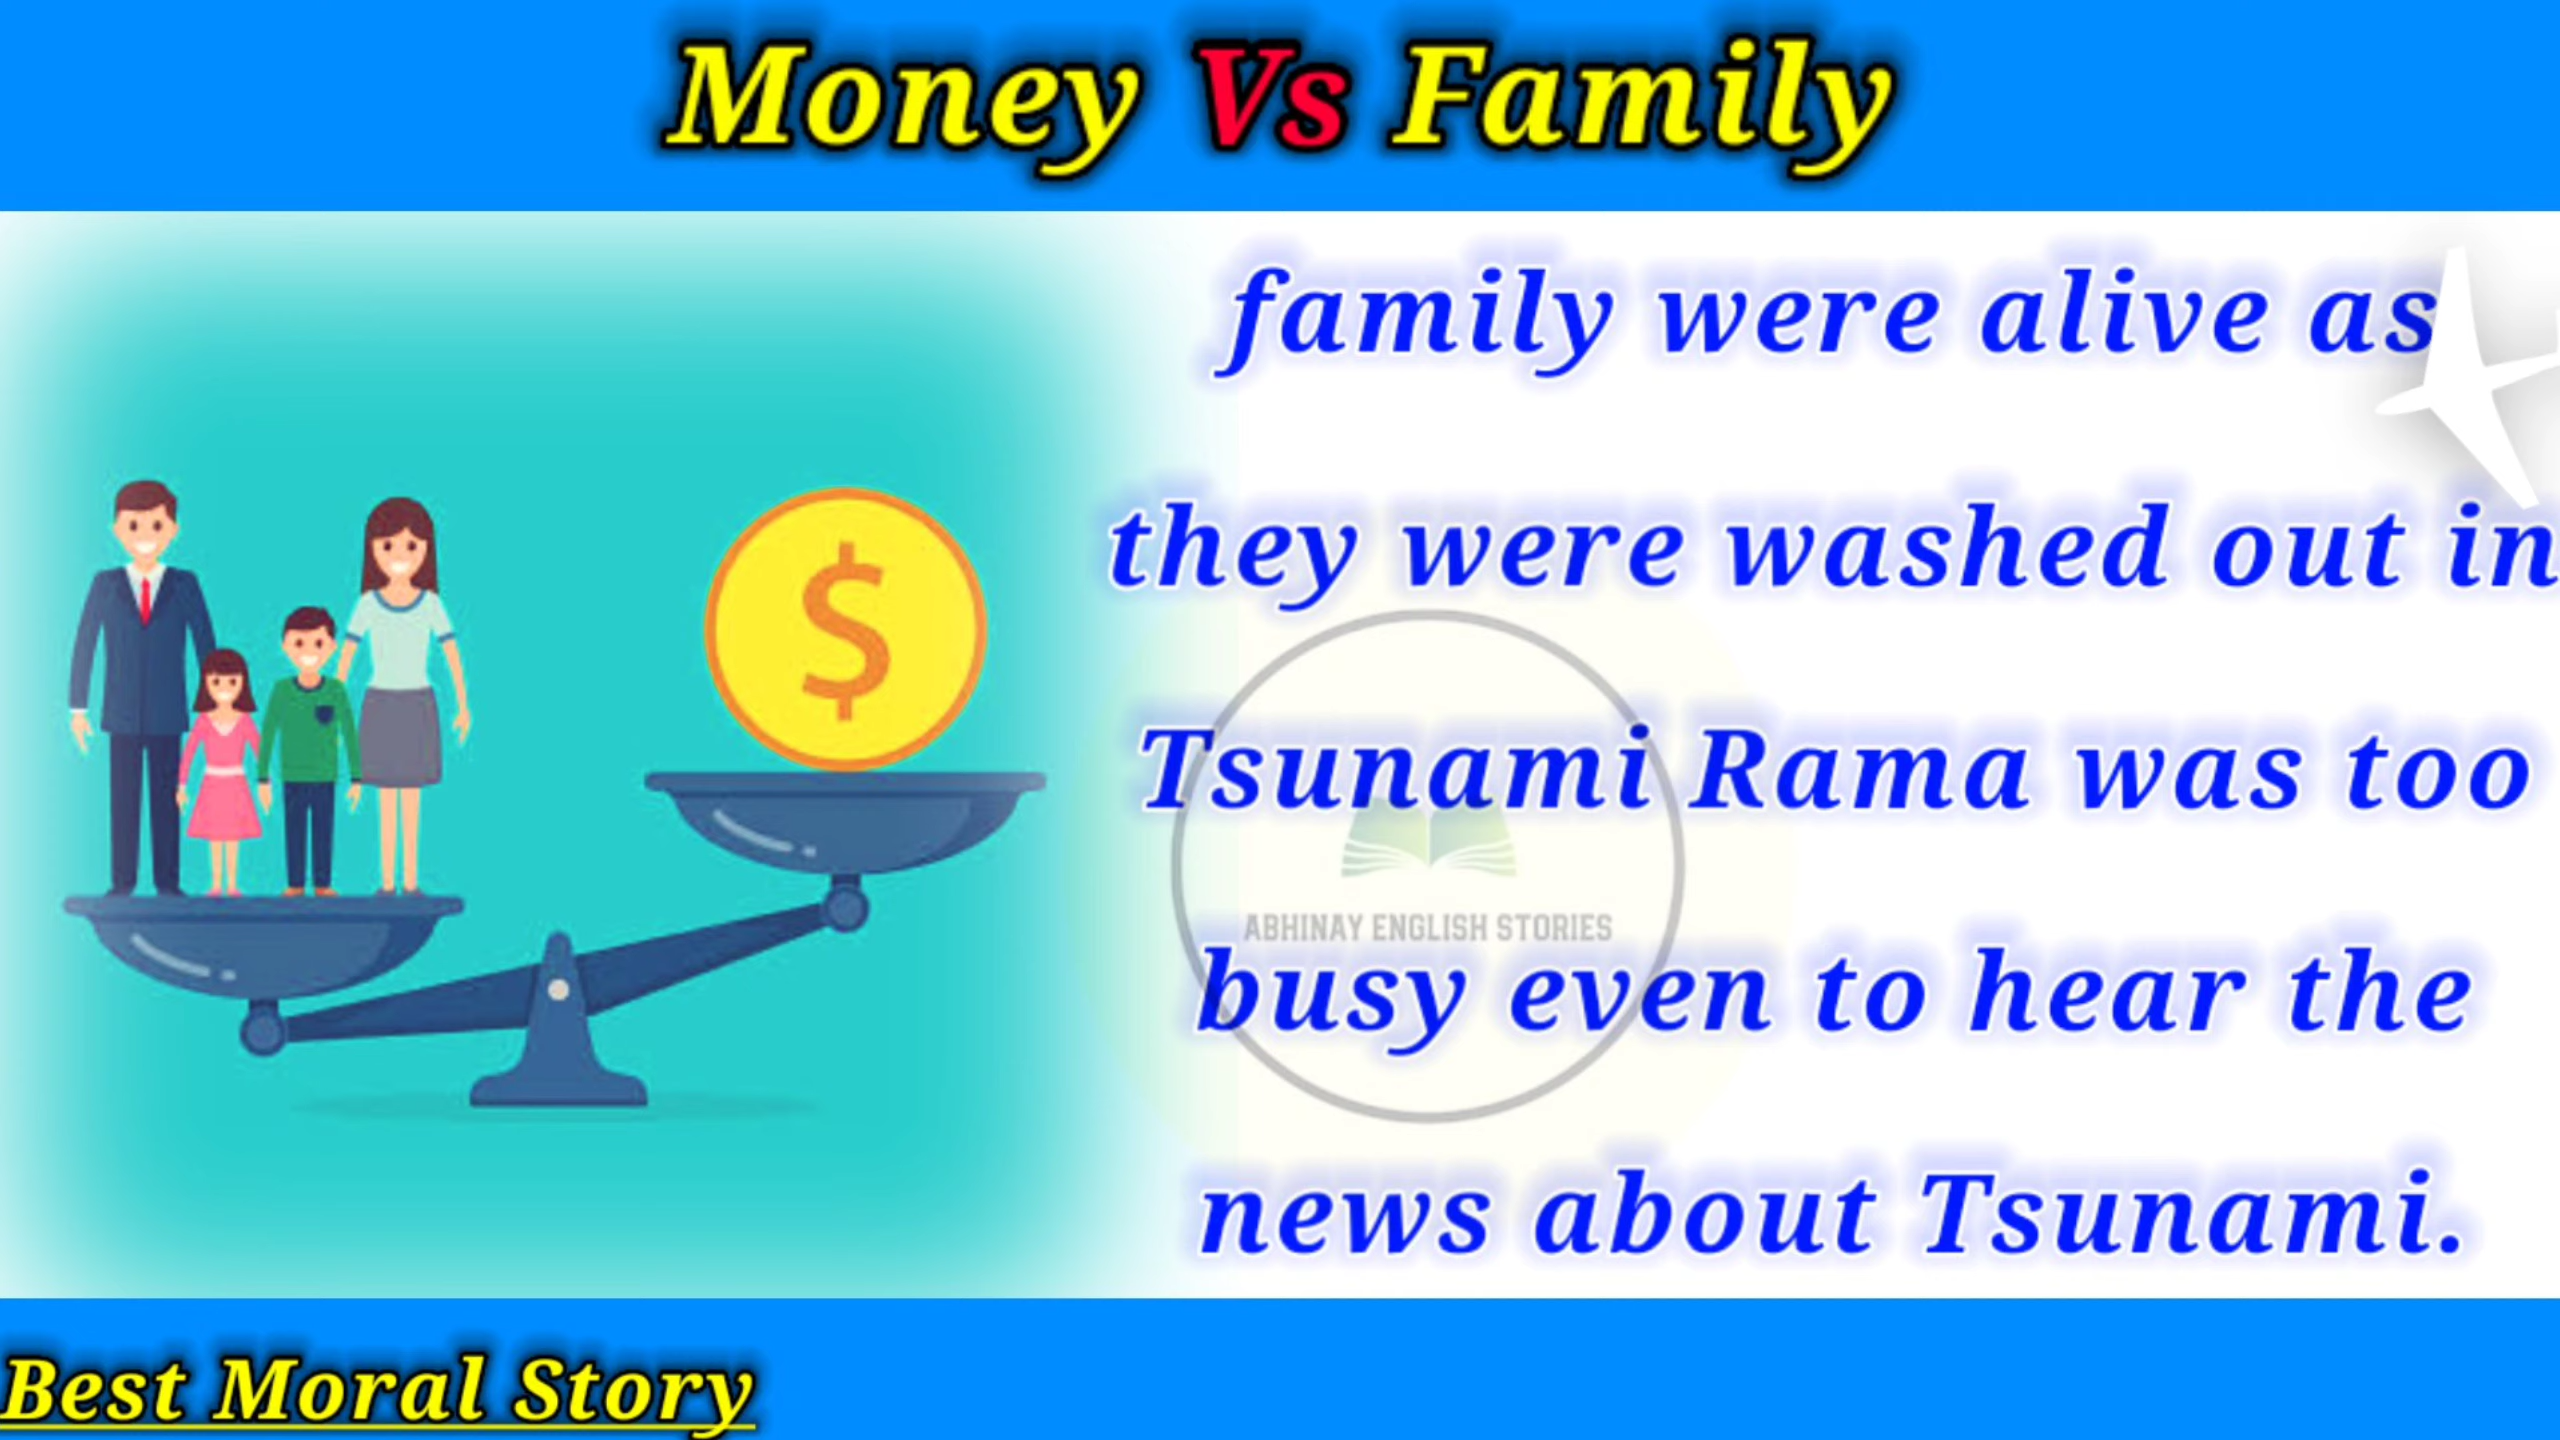 Money Vs Family
family were alive as
they were washed out in
Tsunami Rama was too
busy even to hear the
news about Tsunami.
$
ABHINAY ENGLISH STORIES
Best Moral Story